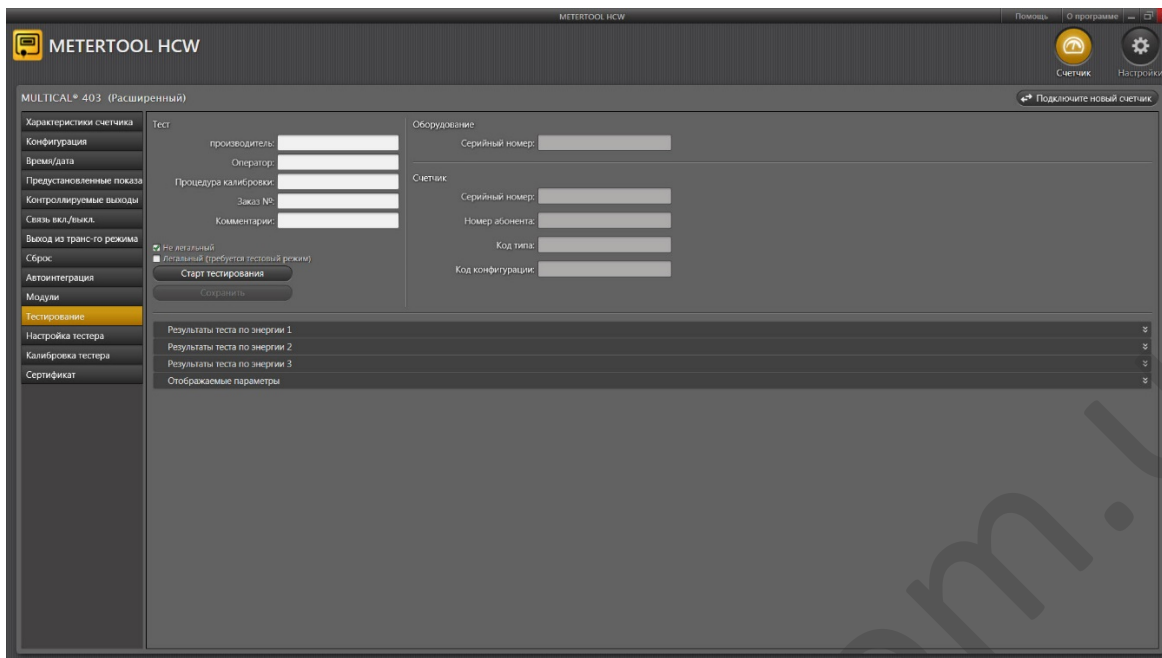 METERTOOL HCW
Помощь
О программе
METERTOOL HCW
Счетчик
Настройки
MULTICAL® 403 (Расширенный)
Подключите новый счетчик
Характеристики счетчика
Конфигурация
Время/дата
Предустановленные показа
Контроллируемые выходы
Связь вкл./выкл.
Выход из транс-го режима
Сброс
Автоинтеграция
Модули
Тестирование
Настройка тестера
Калибровка тестера
Сертификат
Тест
производитель:
Оператор:
Процедура калибровки:
Заказ №:
Комментарии:
Не легальный
Легальный (требуется тестовый режим)
Старт тестирования
Сохранить
Оборудование
Серийный номер:
Счетчик
Серийный номер:
Номер абонента:
Код типа:
Код конфигурации:
Результаты теста по энергии 1
Результаты теста по энергии 2
Результаты теста по энергии 3
Отображаемые параметры